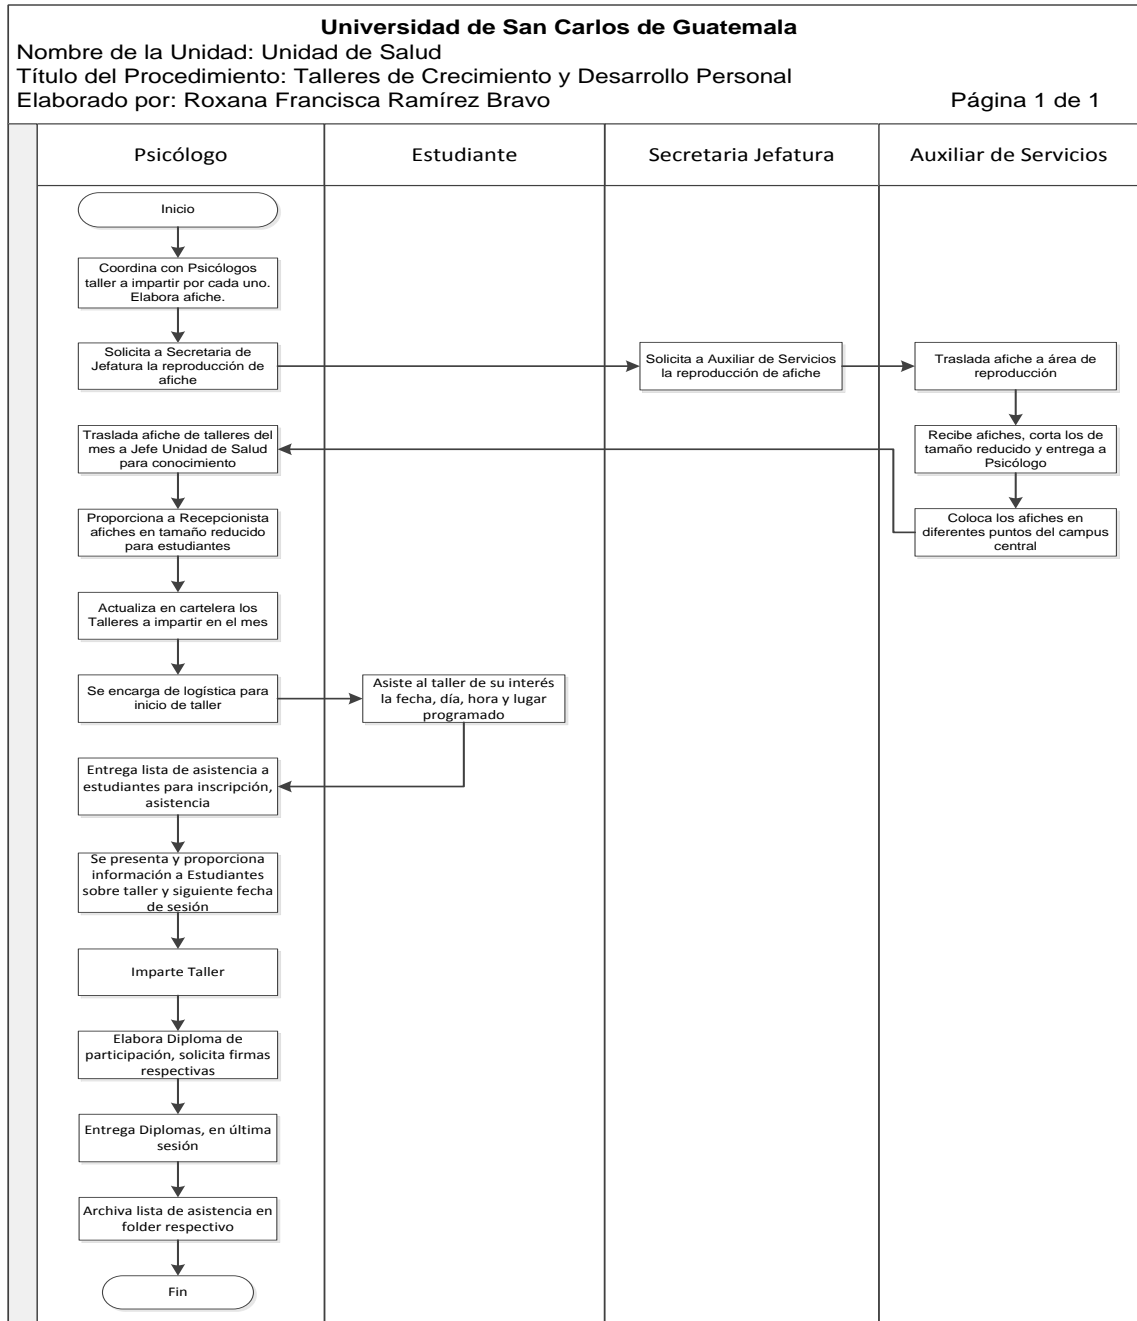 Universidad de San Carlos de Guatemala
Nombre de la Unidad: Unidad de Salud
Título del Procedimiento: Talleres de Crecimiento y Desarrollo Personal
Elaborado por: Roxana Francisca Ramírez Bravo
Página 1 de 1
Psicólogo
Estudiante
Secretaria Jefatura
Auxiliar de Servicios
Inicio
Coordina con Psicólogos
taller a impartir por cada uno.
Elabora afiche.
Solicita a Secretaria de
Jefatura la reproducción de
afiche
Solicita a Auxiliar de Servicios
la reproducción de afiche
Traslada afiche a área de
reproducción
Recibe afiches, corta los de
tamaño reducido y entrega a
Psicólogo
Coloca los afiches en
diferentes puntos del campus
central
Traslada afiche de talleres del
mes a Jefe Unidad de Salud
para conocimiento
Proporciona a Recepcionista
afiches en tamaño reducido
para estudiantes
Actualiza en cartelera los
Talleres a impartir en el mes
Se encarga de logística para
inicio de taller
Asiste al taller de su interés
la fecha, día, hora y lugar
programado
Entrega lista de asistencia a
estudiantes para inscripción,
asistencia
Se presenta y proporciona
información a Estudiantes
sobre taller y siguiente fecha
de sesión
Imparte Taller
Elabora Diploma de
participación, solicita firmas
respectivas
Entrega Diplomas, en última
sesión
Archiva lista de asistencia en
folder respectivo
Fin